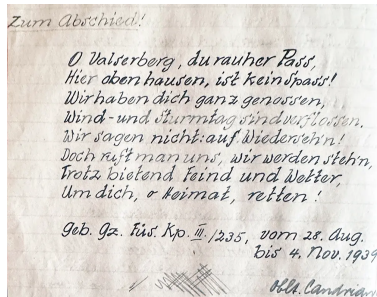 Zum Abschied!
O Valserberg, du rauher Pass,
Hier oben hausen, ist kein Spass!
Wir haben dich ganz genossen,
Wind- und Sturmtag sind verflossen.
Wir sagen nicht: auf Wiederseh'n!
Doch ruft man uns, wir werden steh'n,
Trotz bietend Feind und Wetter,
Um dich, o Heimat, retten!
geb. Gz. Füs. Kp. III./235, vom 28. Aug.
bis 4. Nov. 1939
Oblt. Candrian